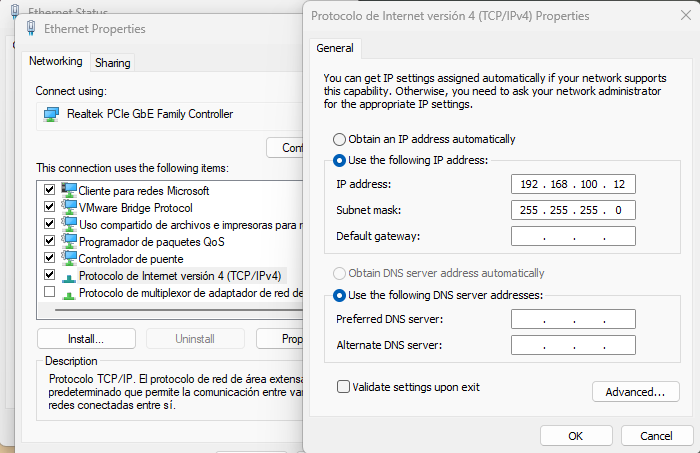 Ethernet Status
Ethernet Properties
Networking
Sharing
Connect using:
Realtek PCIe GbE Family Controller
This connection uses the following items:
Cliente para redes Microsoft
VMware Bridge Protocol
Uso compartido de archivos e impresoras para r
Programador de paquetes QoS
Controlador de puente
Protocolo de Internet versión 4 (TCP/IPv4)
Protocolo de multiplexor de adaptador de red de
Install...
Uninstall
Prop
Description
Protocolo TCP/IP. El protocolo de red de área extensa
predeterminado que permite la comunicación entre var
redes conectadas entre sí.
Protocolo de Internet versión 4 (TCP/IPv4) Properties
General
You can get IP settings assigned automatically if your network supports
this capability. Otherwise, you need to ask your network administrator
for the appropriate IP settings.
Obtain an IP address automatically
Use the following IP address:
IP address: 192 . 168 . 100 . 12
Subnet mask: 255 . 255 . 255 . 0
Default gateway: . . .
Obtain DNS server address automatically
Use the following DNS server addresses:
Preferred DNS server: . . .
Alternate DNS server: . . .
Validate settings upon exit
Advanced...
OK
Cancel